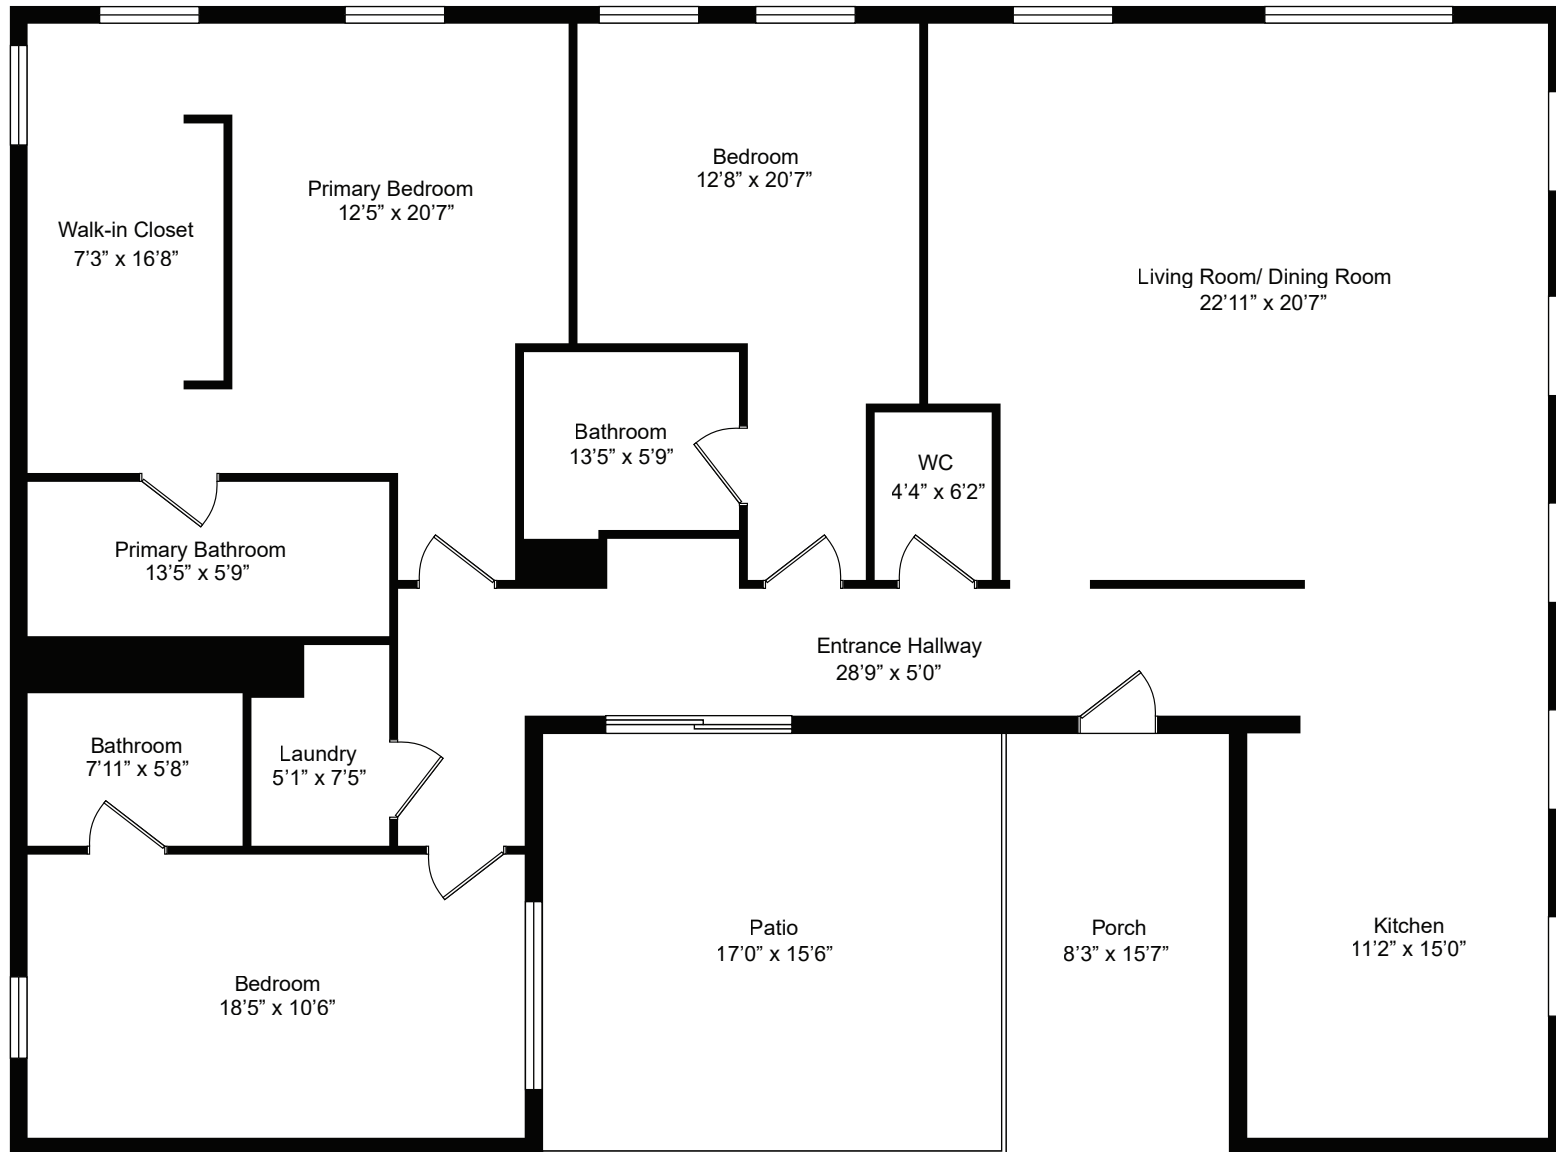 Bedroom
12’8” x 20’7”
Primary Bedroom
12’5” x 20’7”
Walk-in Closet
7’3” x 16’8”
Living Room/ Dining Room
22’11” x 20’7”
Bathroom
13’5” x 5’9”
WC
4’4” x 6’2”
Primary Bathroom
13’5” x 5’9”
Entrance Hallway
28’9” x 5’0”
Bathroom
7’11” x 5’8”
Laundry
5’1” x 7’5”
Patio
17’0” x 15’6”
Porch
8’3” x 15’7”
Kitchen
11’2” x 15’0”
Bedroom
18’5” x 10’6”